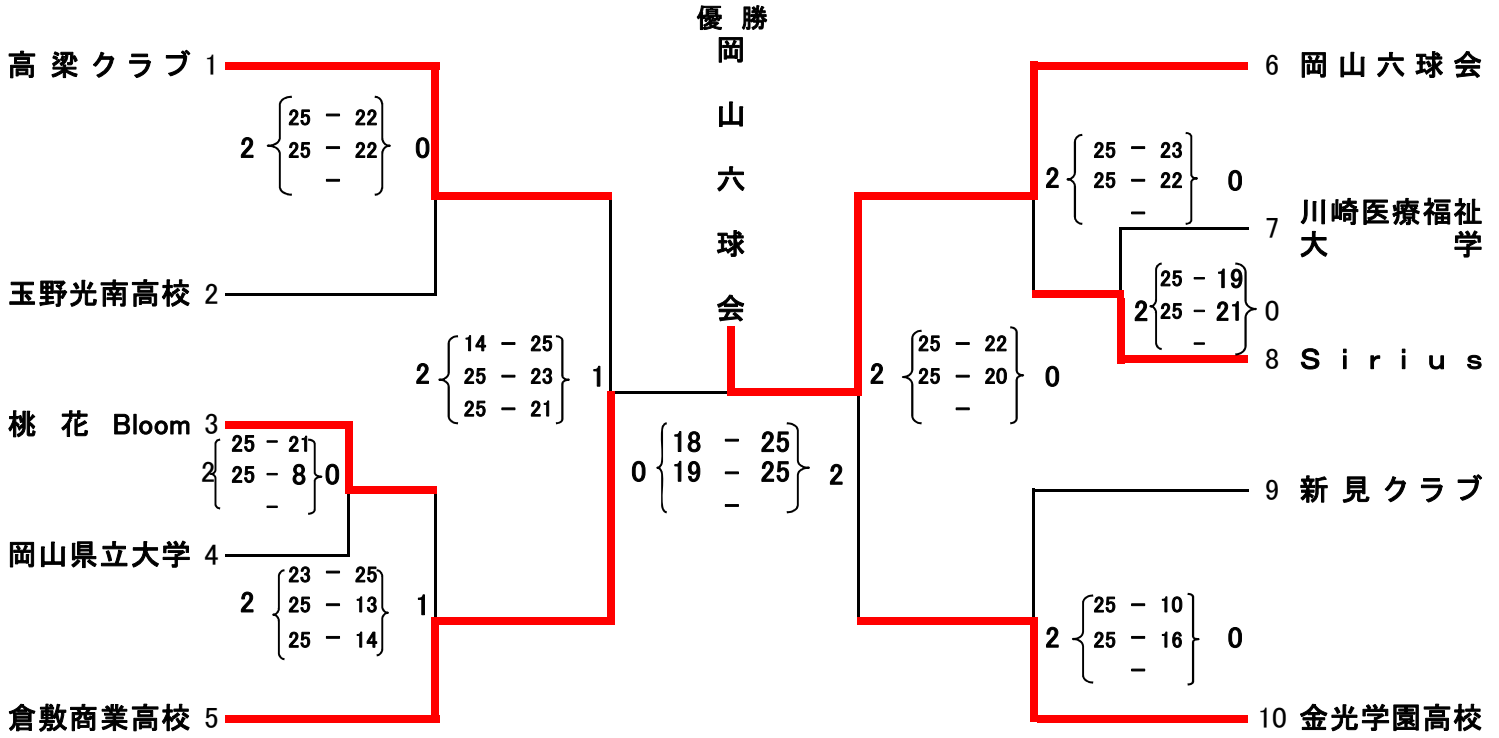 優 勝
岡
山
六
球
会
高梁クラブ 1
2 25 － 22 0
25 － 22
－
玉野光南高校 2
2 14 － 25 1
25 － 23
25 － 21
桃 花 Bloom 3
2 25 － 21 0
25 － 8
－
岡山県立大学 4
2 23 － 25 1
25 － 13
25 － 14
倉敷商業高校 5
0 18 － 25 2
19 － 25
－
6 岡山六球会
2 25 － 23 0
25 － 22
－
7 川崎医療福祉
大 学
2 25 － 19 0
25 － 21
－
8 Ｓｉｒｉｕｓ
2 25 － 22 0
25 － 20
－
9 新見クラブ
2 25 － 10 0
25 － 16
－
10 金光学園高校